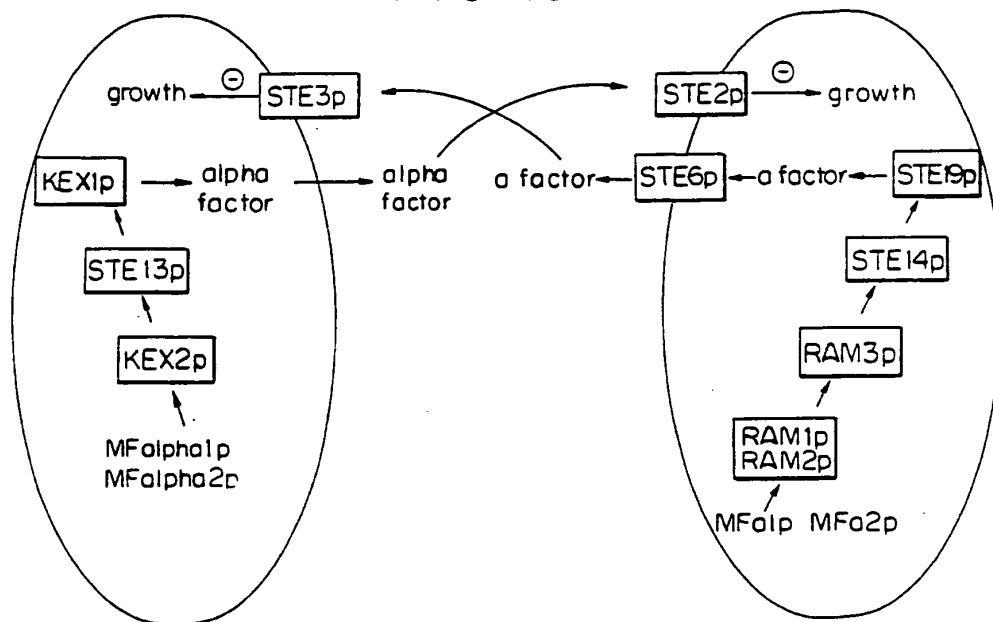 growth
⊖
STE3p
STE2p
⊖
growth
KEX1p
alpha
factor
alpha
factor
a factor
STE6p
a factor
STE19p
STE13p
STE14p
KEX2p
RAM3p
MFalpha1p
MFalpha2p
RAM1p
RAM2p
MFa1p MFa2p